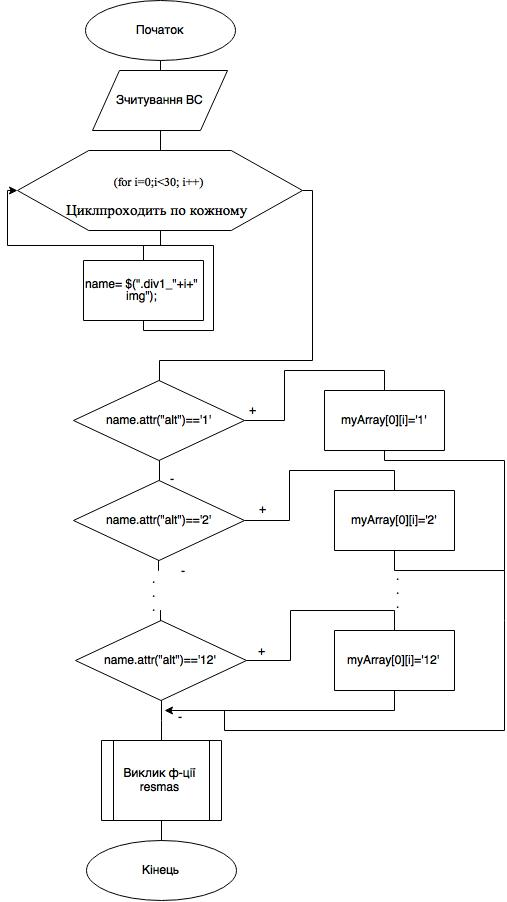 Початок
Зчитування ВС
(for i=0;i<30; i++)
Циклпроходить по кожному
name= $(".div1_"+i+"
img");
name.attr("alt")=='1'
+
myArray[0][i]='1'
-
name.attr("alt")=='2'
+
myArray[0][i]='2'
-
name.attr("alt")=='12'
+
myArray[0][i]='12'
-
Виклик ф-ції
resmas
Кінець